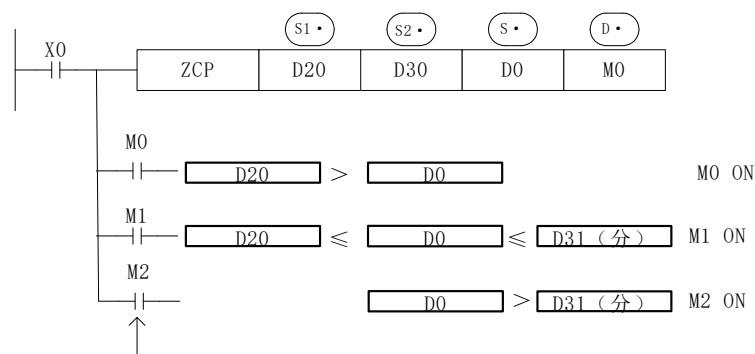 S1· S2· S· D·
X0
ZCP D20 D30 D0 M0
M0
D20 > D0 M0 ON
M1
D20 ≤ D0 ≤ D31（分） M1 ON
M2
D0 > D31（分） M2 ON